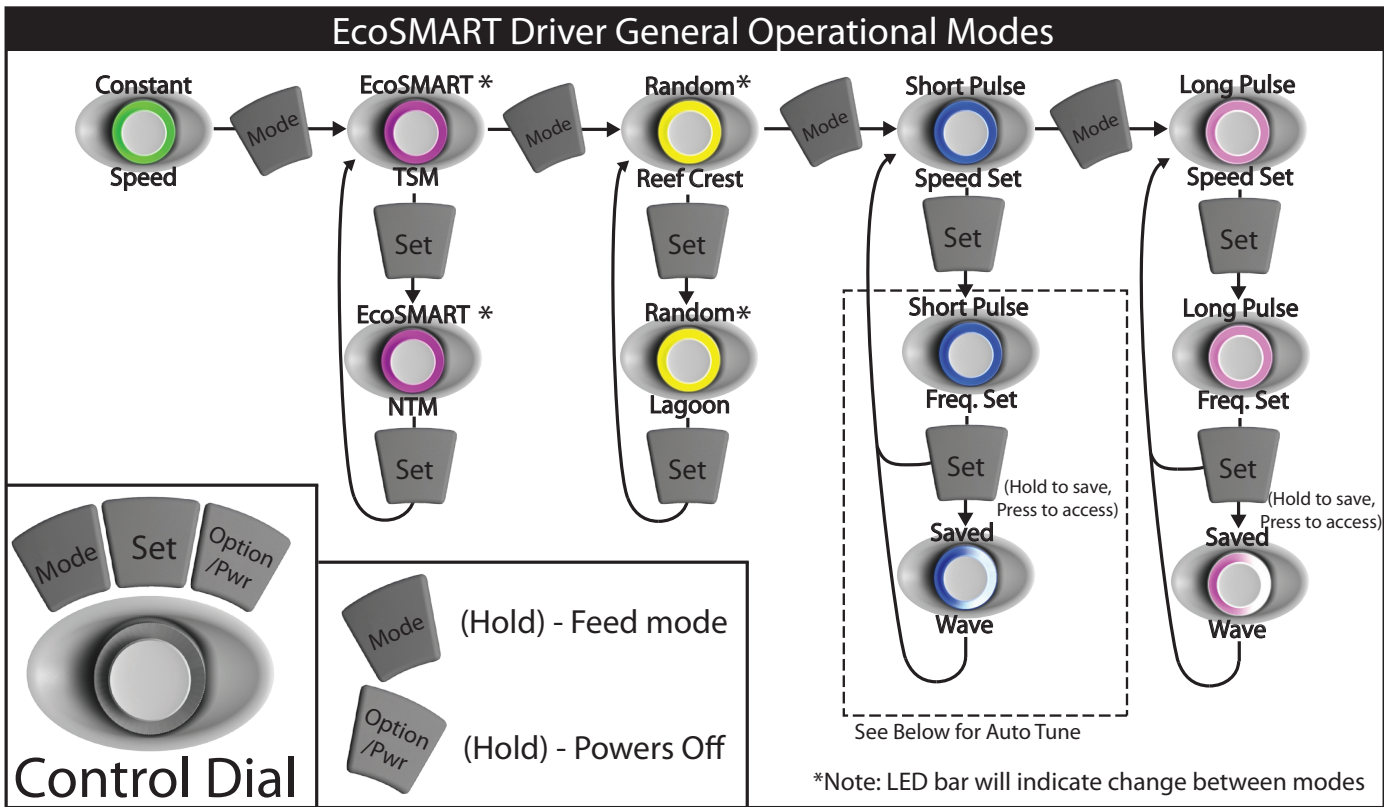 EcoSMART Driver General Operational Modes
Constant
Speed
Mode
EcoSMART *
TSM
Mode
Random*
Reef Crest
Mode
Short Pulse
Speed Set
Mode
Long Pulse
Speed Set
Set
Set
Set
Set
EcoSMART *
NTM
Random*
Lagoon
Short Pulse
Freq. Set
Long Pulse
Freq. Set
Set
Set
Set
(Hold to save,
Press to access)
Set
(Hold to save,
Press to access)
Saved
Wave
Saved
Wave
See Below for Auto Tune
Mode
Set
Option
/Pwr
Control Dial
Mode
(Hold) - Feed mode
Option
/Pwr
(Hold) - Powers Off
*Note: LED bar will indicate change between modes